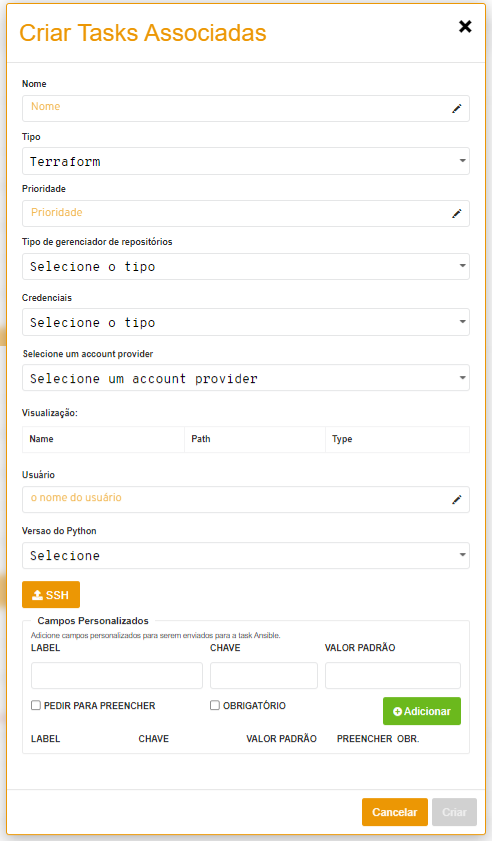 Criar Tasks Associadas
Nome
Nome
Tipo
Terraform
Prioridade
Prioridade
Tipo de gerenciador de repositórios
Selecione o tipo
Credenciais
Selecione o tipo
Selecione um account provider
Selecione um account provider
Visualização:
Name Path Type
Usuário
o nome do usuário
Versao do Python
Selecione
SSH
Campos Personalizados
Adicione campos personalizados para serem enviados para a task Ansible.
LABEL CHAVE VALOR PADRÃO
PEDIR PARA PREENCHER OBRIGATÓRIO Adicionar
LABEL CHAVE VALOR PADRÃO PREENCHER OBR.
Cancelar Criar